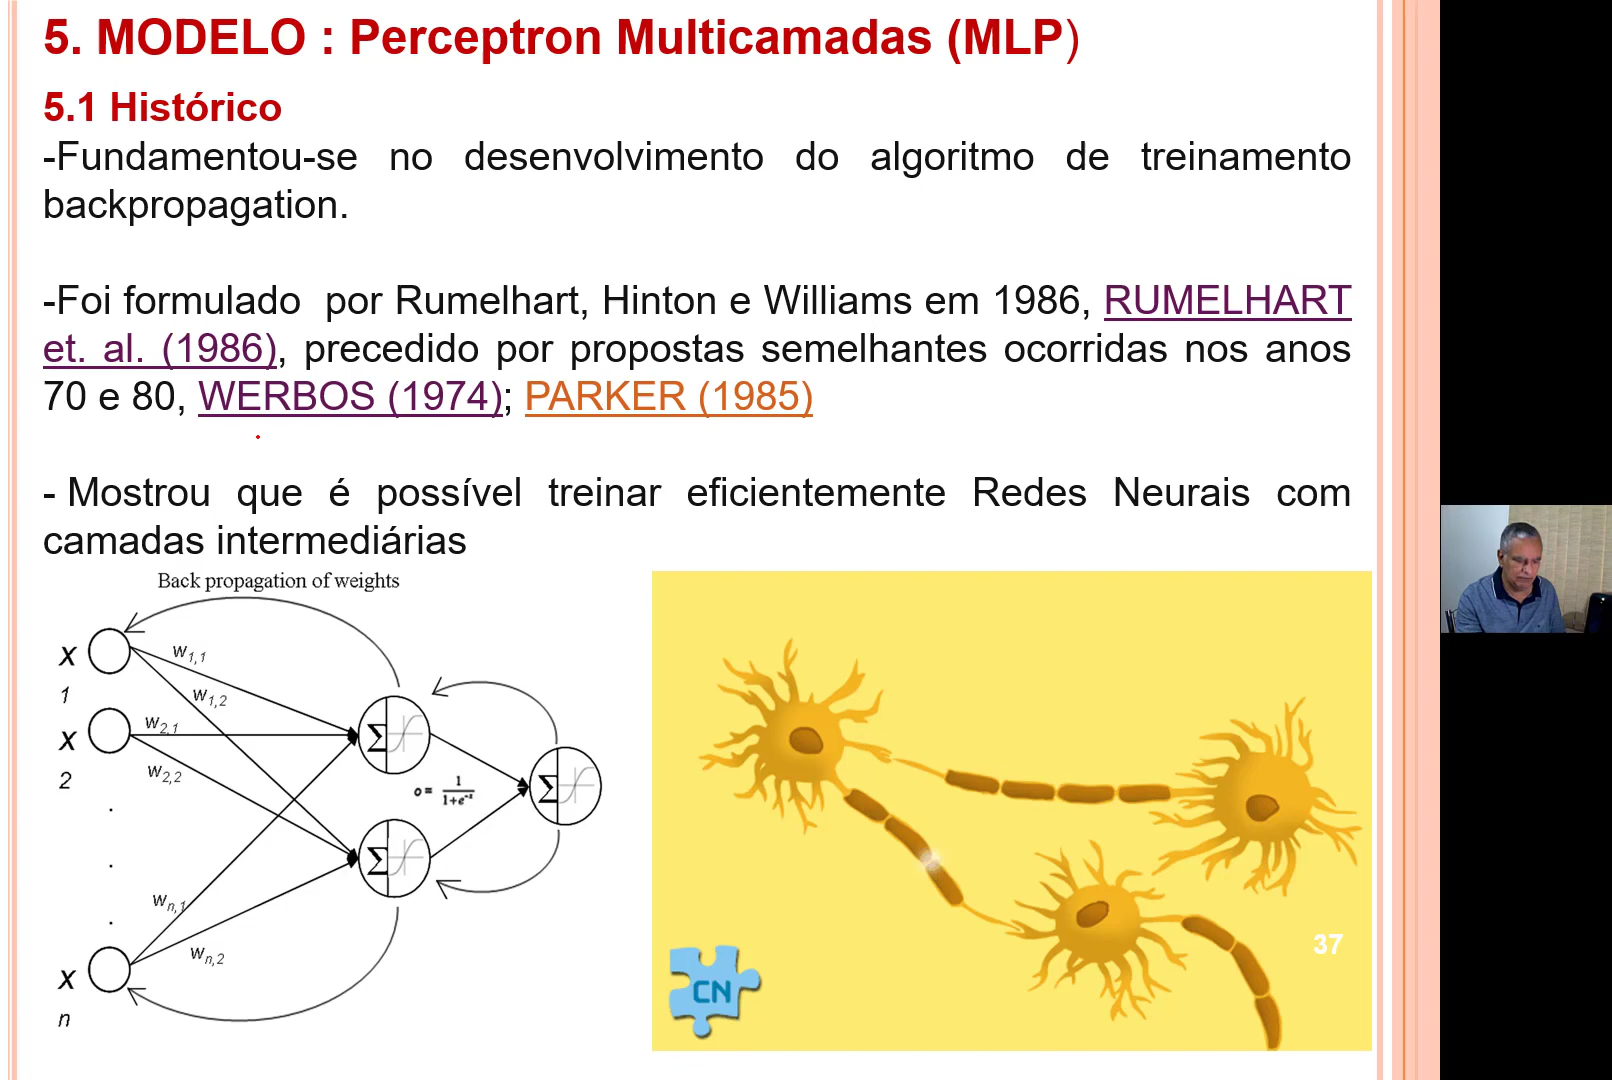 5. MODELO : Perceptron Multicamadas (MLP)
5.1 Histórico
-Fundamentou-se no desenvolvimento do algoritmo de treinamento
backpropagation.
-Foi formulado por Rumelhart, Hinton e Williams em 1986, RUMELHART
et. al. (1986), precedido por propostas semelhantes ocorridas nos anos
70 e 80, WERBOS (1974); PARKER (1985)
- Mostrou que é possível treinar eficientemente Redes Neurais com
camadas intermediárias
Back propagation of weights
x
1
w1,1
w1,2
x
2
w2,1
w2,2
Σ
o= 1/1+e^-x
Σ
Σ
.
.
.
wn,1
wn,2
x
n
CN
37